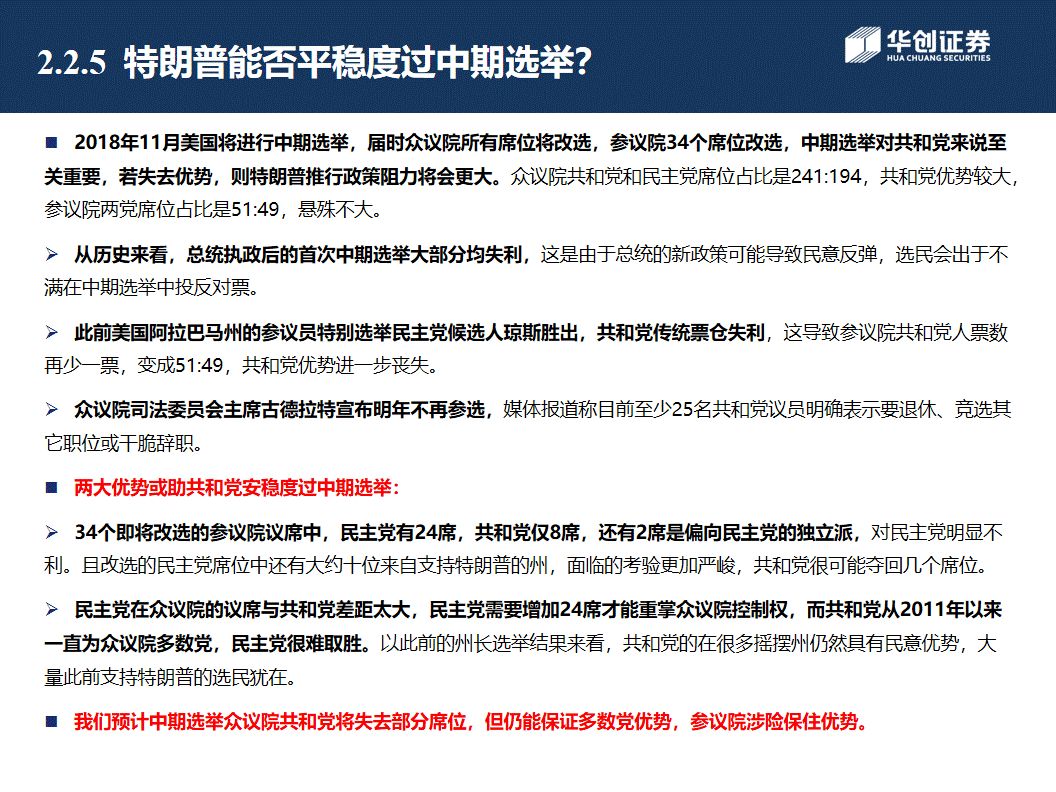 2.2.5 特朗普能否平稳度过中期选举?
华创证券
HUA CHUANG SECURITIES
■ 2018年11月美国将进行中期选举，届时众议院所有席位将改选，参议院34个席位改选，中期选举对共和党来说至
关重要，若失去优势，则特朗普推行政策阻力将会更大。众议院共和党和民主党席位占比是241:194，共和党优势较大，
参议院两党席位占比是51:49，悬殊不大。
➢ 从历史来看，总统执政后的首次中期选举大部分均失利，这是由于总统的新政策可能导致民意反弹，选民会出于不
满在中期选举中投反对票。
➢ 此前美国阿拉巴马州的参议员特别选举民主党候选人琼斯胜出，共和党传统票仓失利，这导致参议院共和党人票数
再少一票，变成51:49，共和党优势进一步丧失。
➢ 众议院司法委员会主席古德拉特宣布明年不再参选，媒体报道称目前至少25名共和党议员明确表示要退休、竞选其
它职位或干脆辞职。
■ 两大优势或助共和党安稳度过中期选举：
➢ 34个即将改选的参议院议席中，民主党有24席，共和党仅8席，还有2席是偏向民主党的独立派，对民主党明显不
利。且改选的民主党席位中还有大约十位来自支持特朗普的州，面临的考验更加严峻，共和党很可能夺回几个席位。
➢ 民主党在众议院的议席与共和党差距太大，民主党需要增加24席才能重掌众议院控制权，而共和党从2011年以来
一直为众议院多数党，民主党很难取胜。以此前的州长选举结果来看，共和党的在很多摇摆州仍然具有民意优势，大
量此前支持特朗普的选民犹在。
■ 我们预计中期选举众议院共和党将失去部分席位，但仍能保证多数党优势，参议院涉险保住优势。